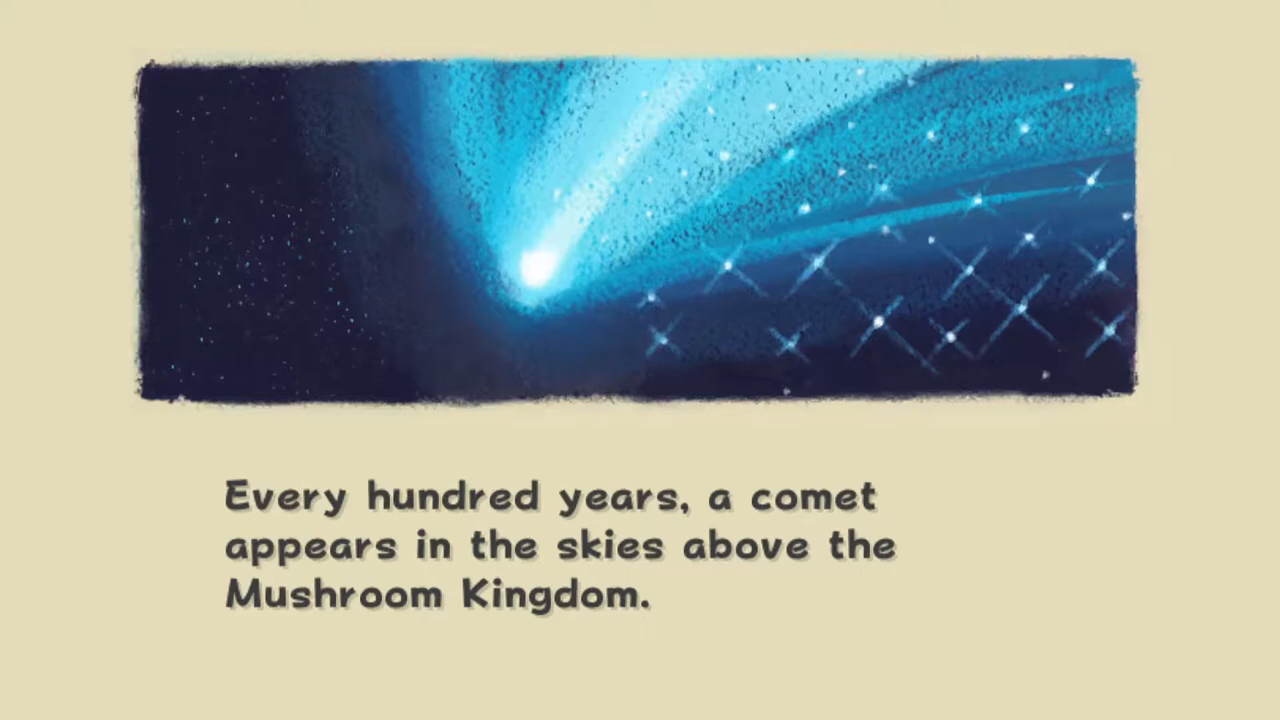 Every hundred years, a comet
appears in the skies above the
Mushroom Kingdom.